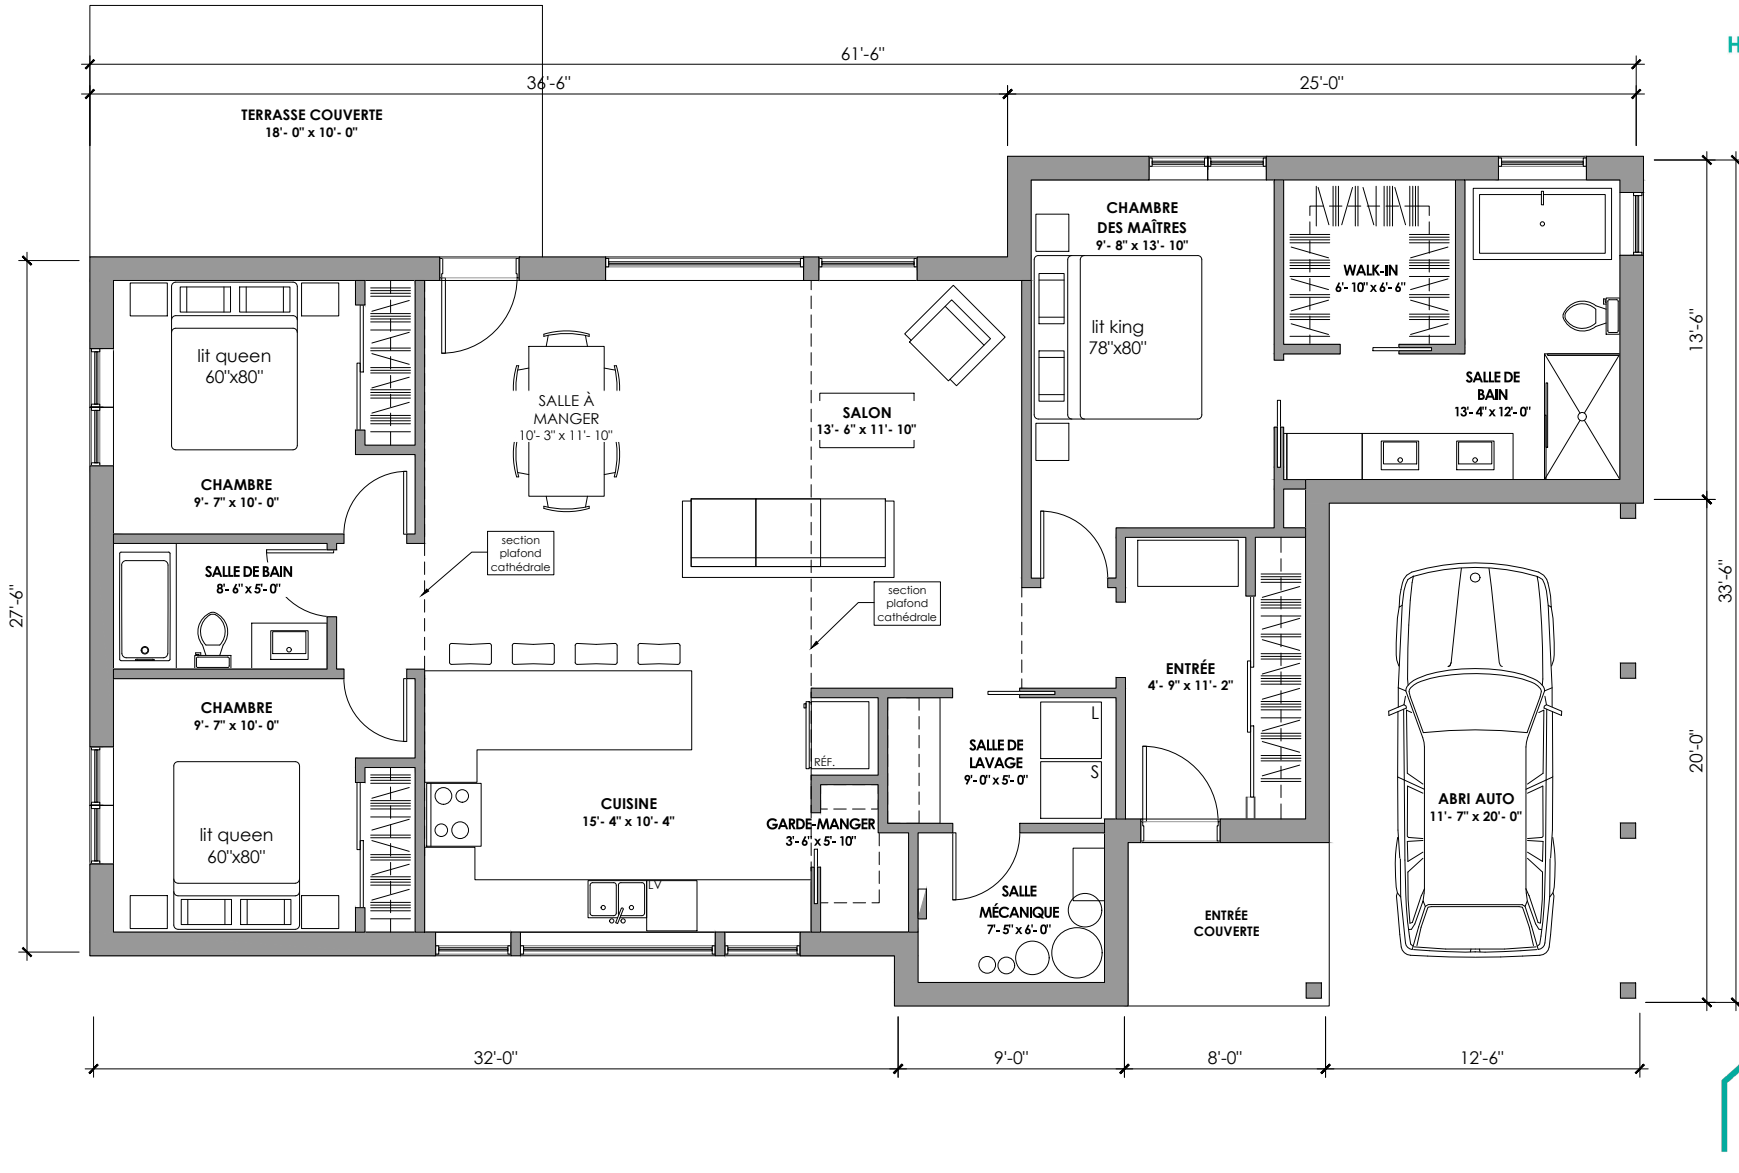 H
61'-6"
36'-6"
25'-0"
TERRASSE COUVERTE
18'- 0" x 10'- 0"
CHAMBRE
DES MAÎTRES
9'- 8" x 13'- 10"
WALK-IN
6'- 10" x 6'- 6"
lit king
78"x80"
lit queen
60"x80"
SALLE À
MANGER
10'- 3" x 11'- 10"
SALON
13'- 6" x 11'- 10"
SALLE DE
BAIN
13'- 4" x 12'- 0"
13'-6"
CHAMBRE
9'- 7" x 10'- 0"
section
plafond
cathédrale
SALLE DE BAIN
8'- 6" x 5'- 0"
section
plafond
cathédrale
27'-6"
33'-6"
ENTRÉE
4'- 9" x 11'- 2"
CHAMBRE
9'- 7" x 10'- 0"
L
SALLE DE
LAVAGE
9'- 0" x 5'- 0"
S
RÉF.
20'-0"
CUISINE
15'- 4" x 10'- 4"
GARDE-MANGER
3'- 6" x 5'- 10"
ABRI AUTO
11'- 7" x 20'- 0"
lit queen
60"x80"
LV
SALLE
MÉCANIQUE
7'- 5" x 6'- 0"
ENTRÉE
COUVERTE
32'-0"
9'-0"
8'-0"
12'-6"